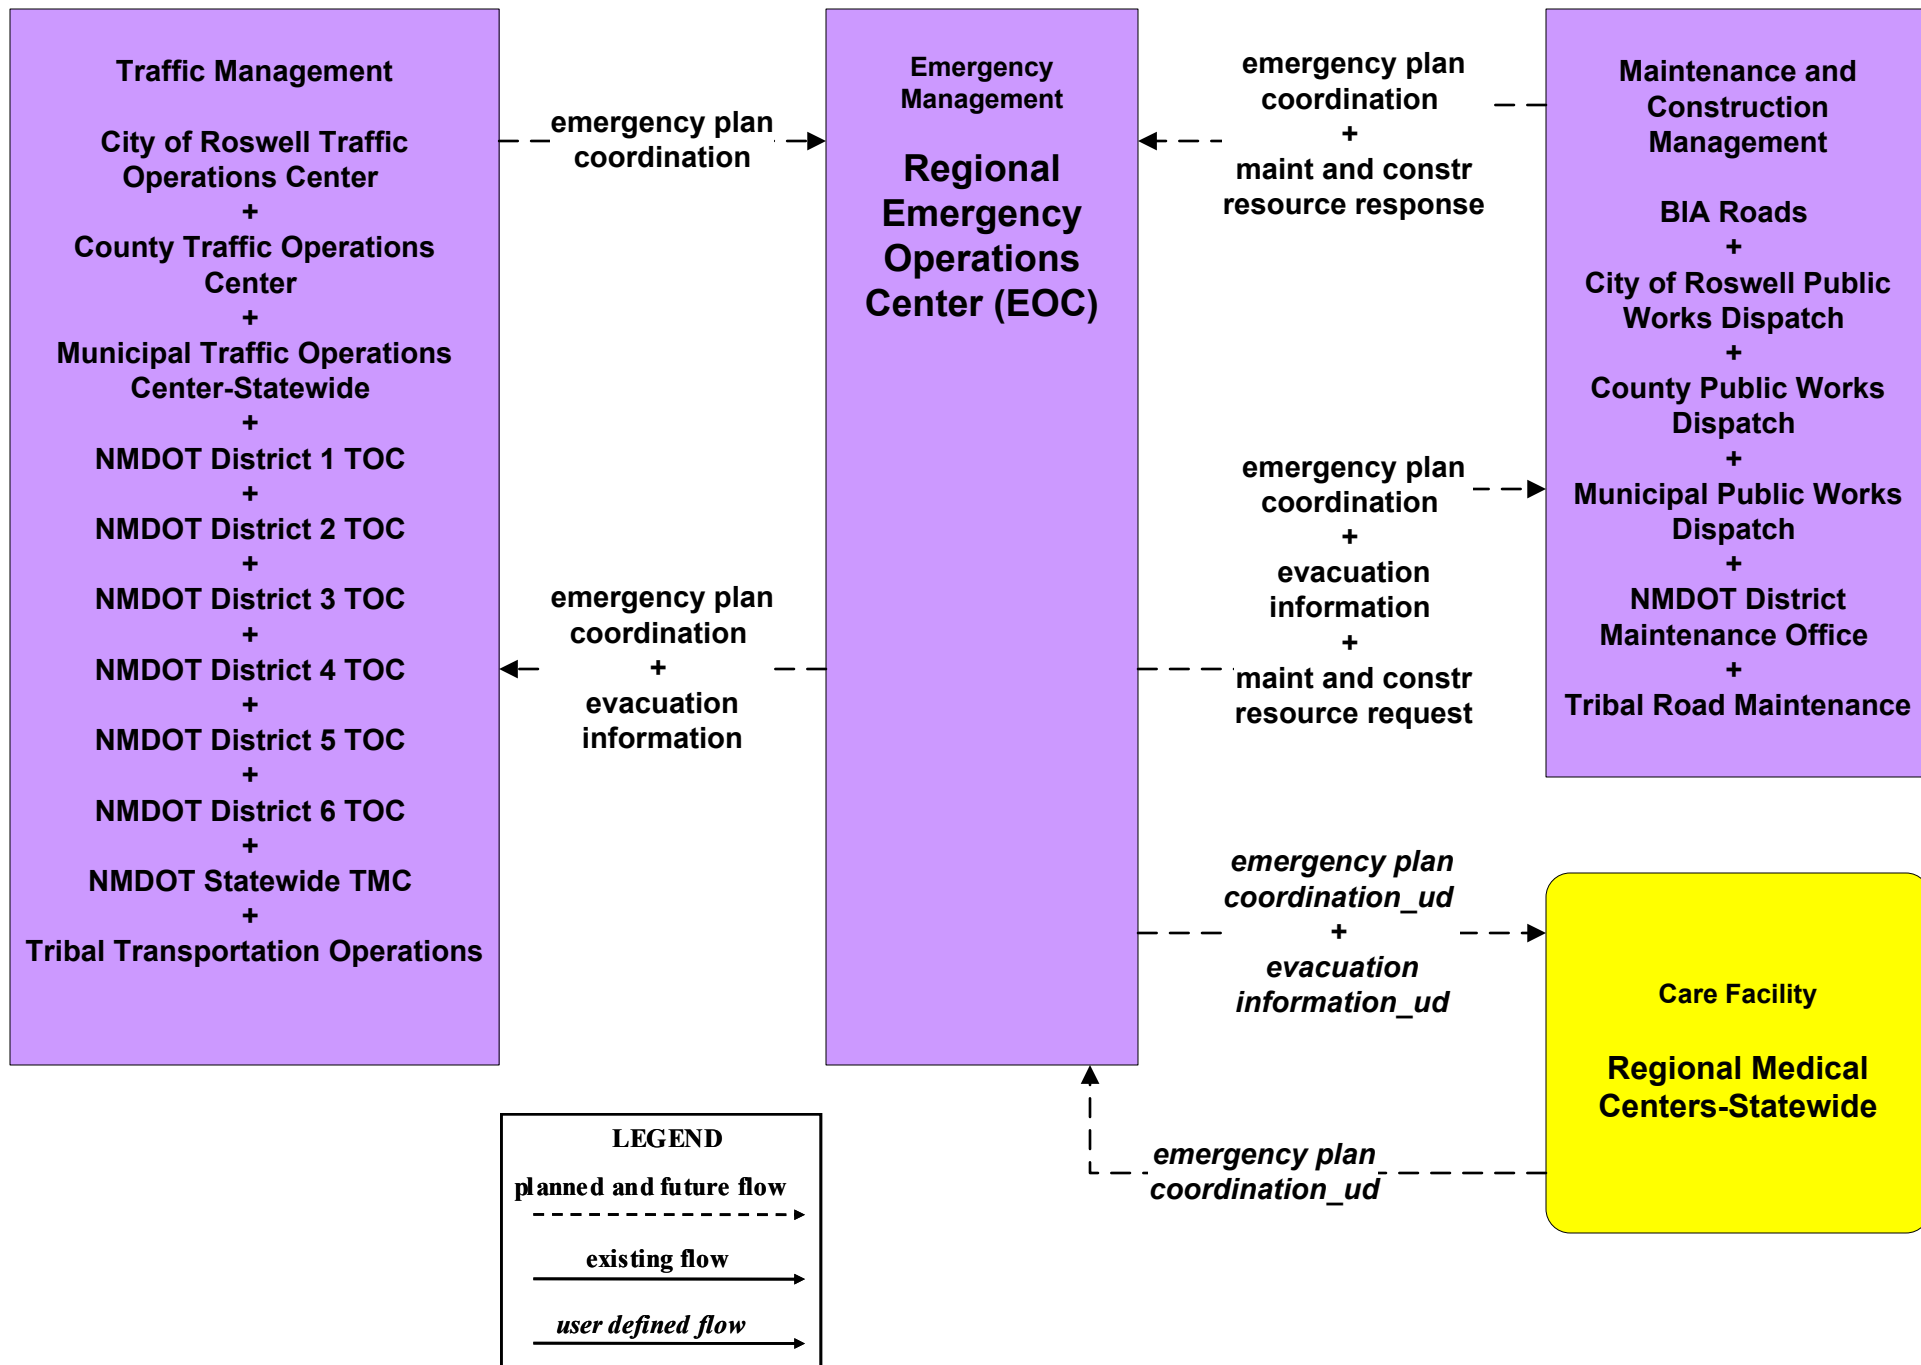 Traffic Management
City of Roswell Traffic
Operations Center
+
County Traffic Operations
Center
+
Municipal Traffic Operations
Center-Statewide
+
NMDOT District 1 TOC
+
NMDOT District 2 TOC
+
NMDOT District 3 TOC
+
NMDOT District 4 TOC
+
NMDOT District 5 TOC
+
NMDOT District 6 TOC
+
NMDOT Statewide TMC
+
Tribal Transportation Operations
emergency plan
coordination
emergency plan
coordination
+
evacuation
information
Emergency
Management
Regional
Emergency
Operations
Center (EOC)
emergency plan
coordination
+
maint and constr
resource response
emergency plan
coordination
+
evacuation
information
+
maint and constr
resource request
Maintenance and
Construction
Management
BIA Roads
+
City of Roswell Public
Works Dispatch
+
County Public Works
Dispatch
+
Municipal Public Works
Dispatch
+
NMDOT District
Maintenance Office
+
Tribal Road Maintenance
emergency plan
coordination_ud
+
evacuation
information_ud
Care Facility
Regional Medical
Centers-Statewide
emergency plan
coordination_ud
LEGEND
planned and future flow
existing flow
user defined flow